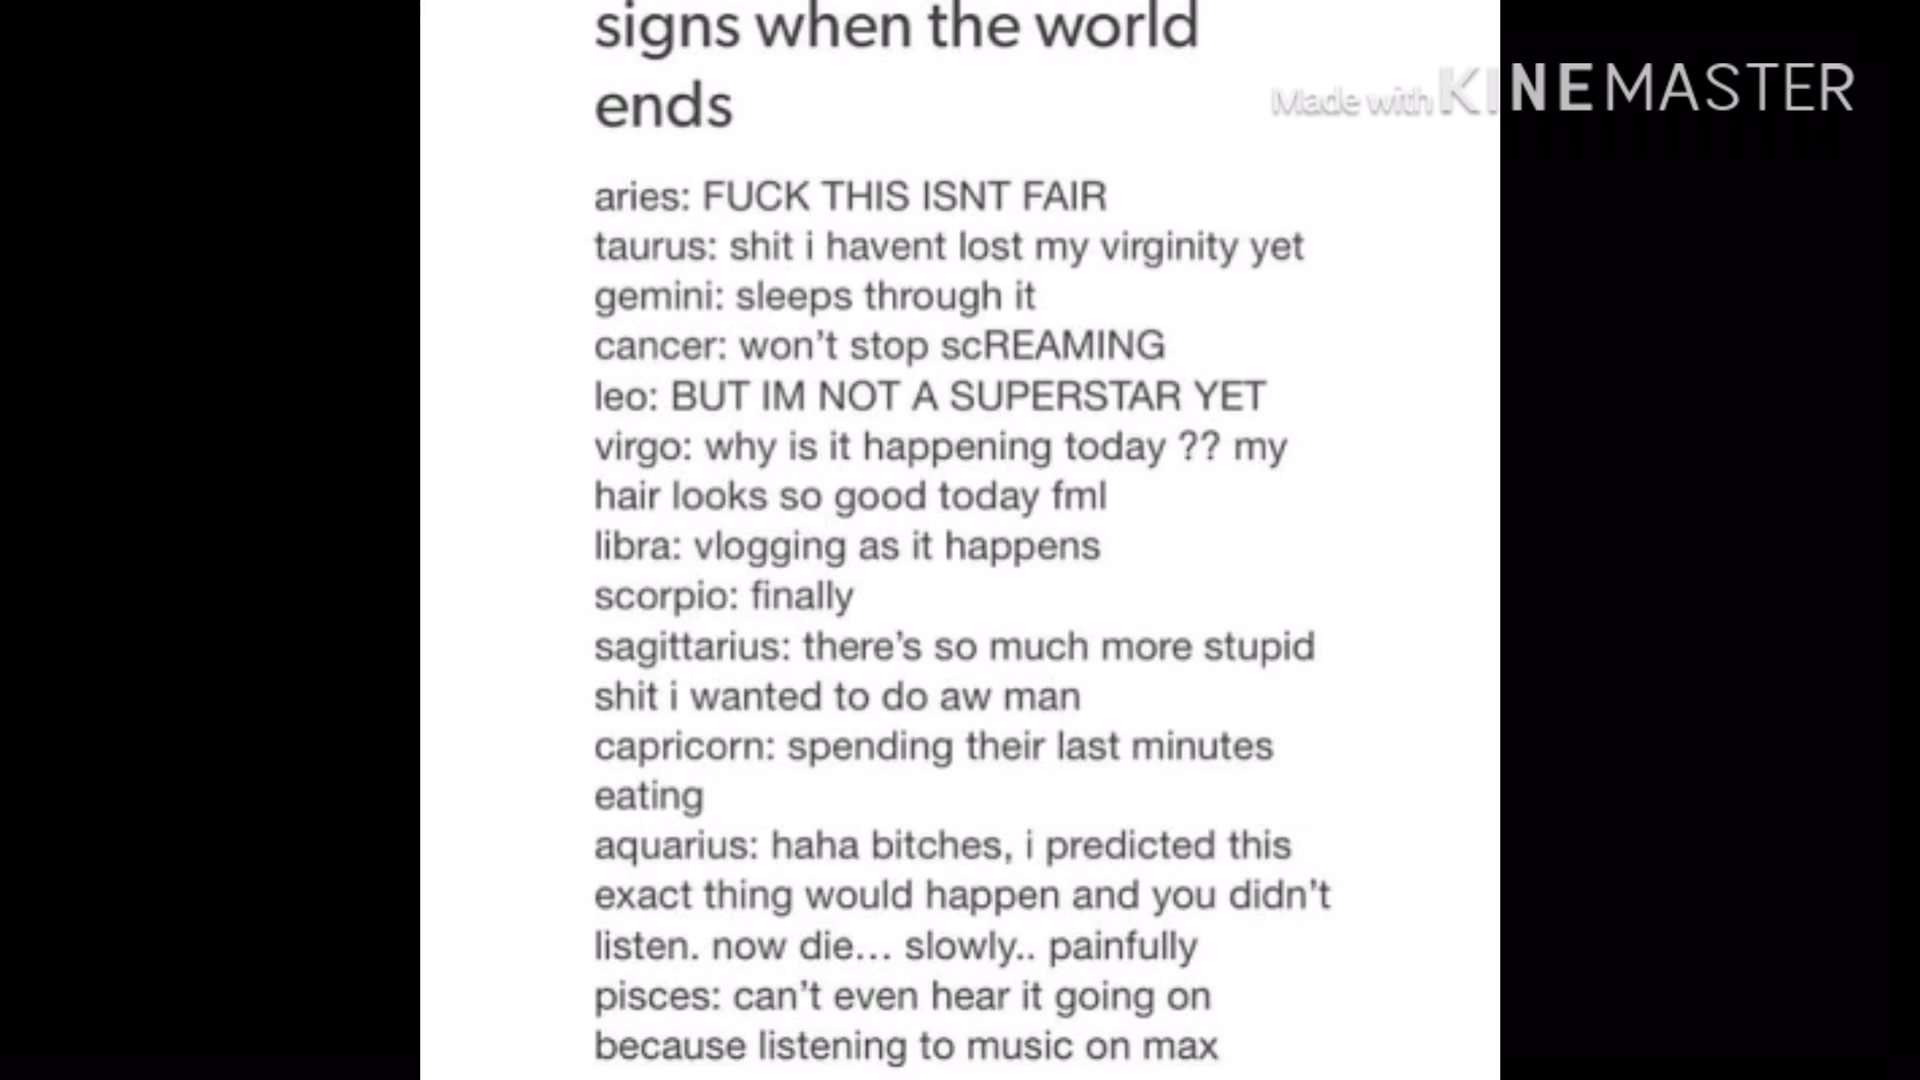 signs when the world
ends
Made with KINEMASTER
aries: FUCK THIS ISNT FAIR
taurus: shit i havent lost my virginity yet
gemini: sleeps through it
cancer: won’t stop scREAMING
leo: BUT IM NOT A SUPERSTAR YET
virgo: why is it happening today ?? my
hair looks so good today fml
libra: vlogging as it happens
scorpio: finally
sagittarius: there’s so much more stupid
shit i wanted to do aw man
capricorn: spending their last minutes
eating
aquarius: haha bitches, i predicted this
exact thing would happen and you didn’t
listen. now die... slowly.. painfully
pisces: can’t even hear it going on
because listening to music on max